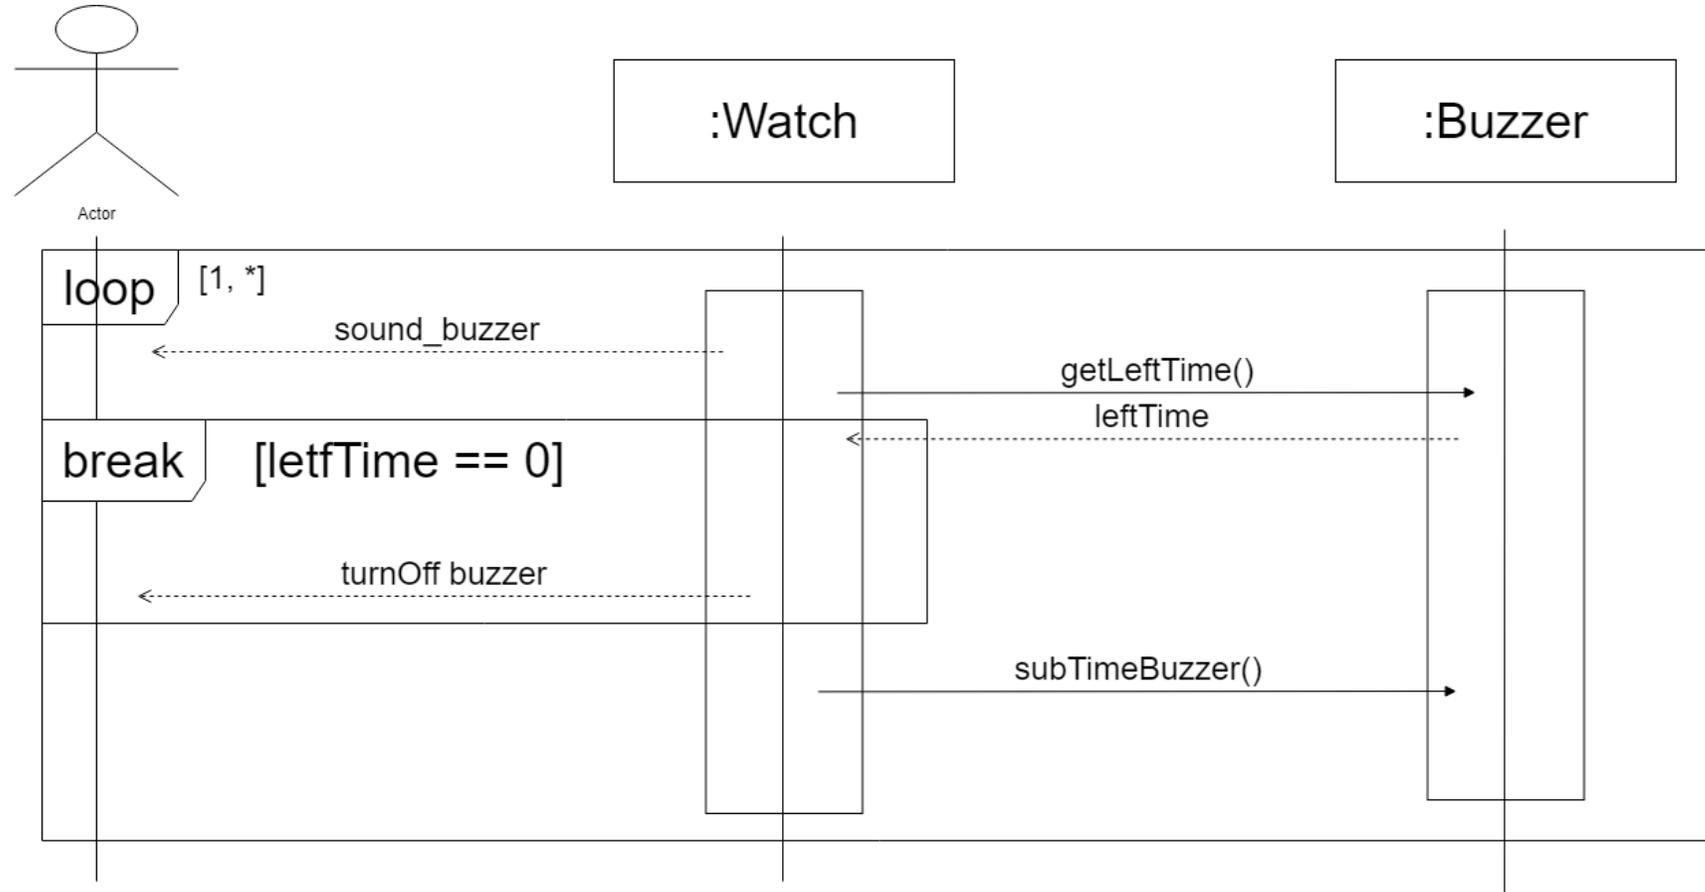 :Watch
:Buzzer
Actor
loop
[1, *]
sound_buzzer
getLeftTime()
leftTime
break
[letfTime == 0]
turnOff buzzer
subTimeBuzzer()